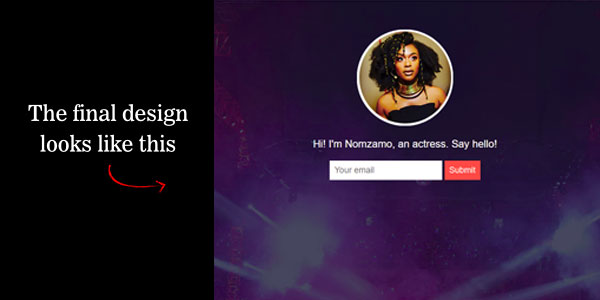 The final design
looks like this
Hi! I'm Nomzamo, an actress. Say hello!
Your email
Submit